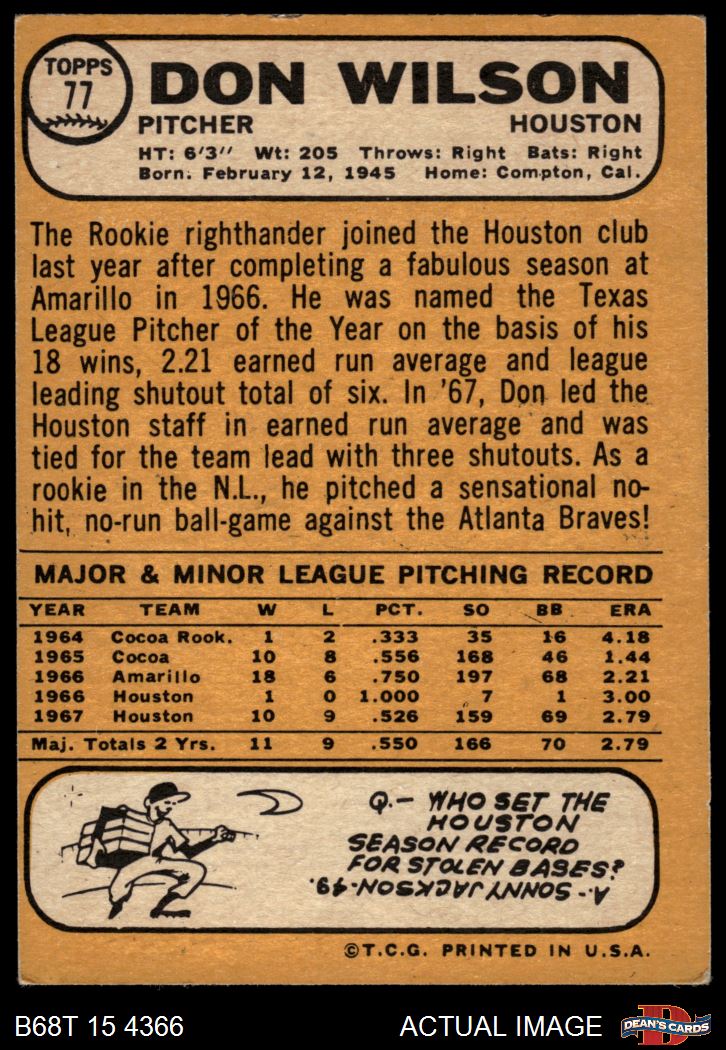 TOPPS
77
DON WILSON
PITCHER HOUSTON
HT: 6'3" Wt: 205 Throws: Right Bats: Right
Born: February 12, 1945 Home: Compton, Cal.
The Rookie righthander joined the Houston club
last year after completing a fabulous season at
Amarillo in 1966. He was named the Texas
League Pitcher of the Year on the basis of his
18 wins, 2.21 earned run average and league
leading shutout total of six. In '67, Don led the
Houston staff in earned run average and was
tied for the team lead with three shutouts. As a
rookie in the N.L., he pitched a sensational no-
hit, no-run ball-game against the Atlanta Braves!
MAJOR & MINOR LEAGUE PITCHING RECORD
YEAR TEAM W L PCT. SO BB ERA
1964 Cocoa Rook. 1 2 .333 35 16 4.18
1965 Cocoa 10 8 .556 168 46 1.44
1966 Amarillo 18 6 .750 197 68 2.21
1966 Houston 1 0 1.000 7 1 3.00
1967 Houston 10 9 .526 159 69 2.79
Maj. Totals 2 Yrs. 11 9 .550 166 70 2.79
Q.- WHO SET THE
HOUSTON
SEASON RECORD
FOR STOLEN BASES?
A.- SONNY JACKSON-49.
©T.C.G. PRINTED IN U.S.A.
B68T 15 4366 ACTUAL IMAGE
D
DEAN'S CARDS